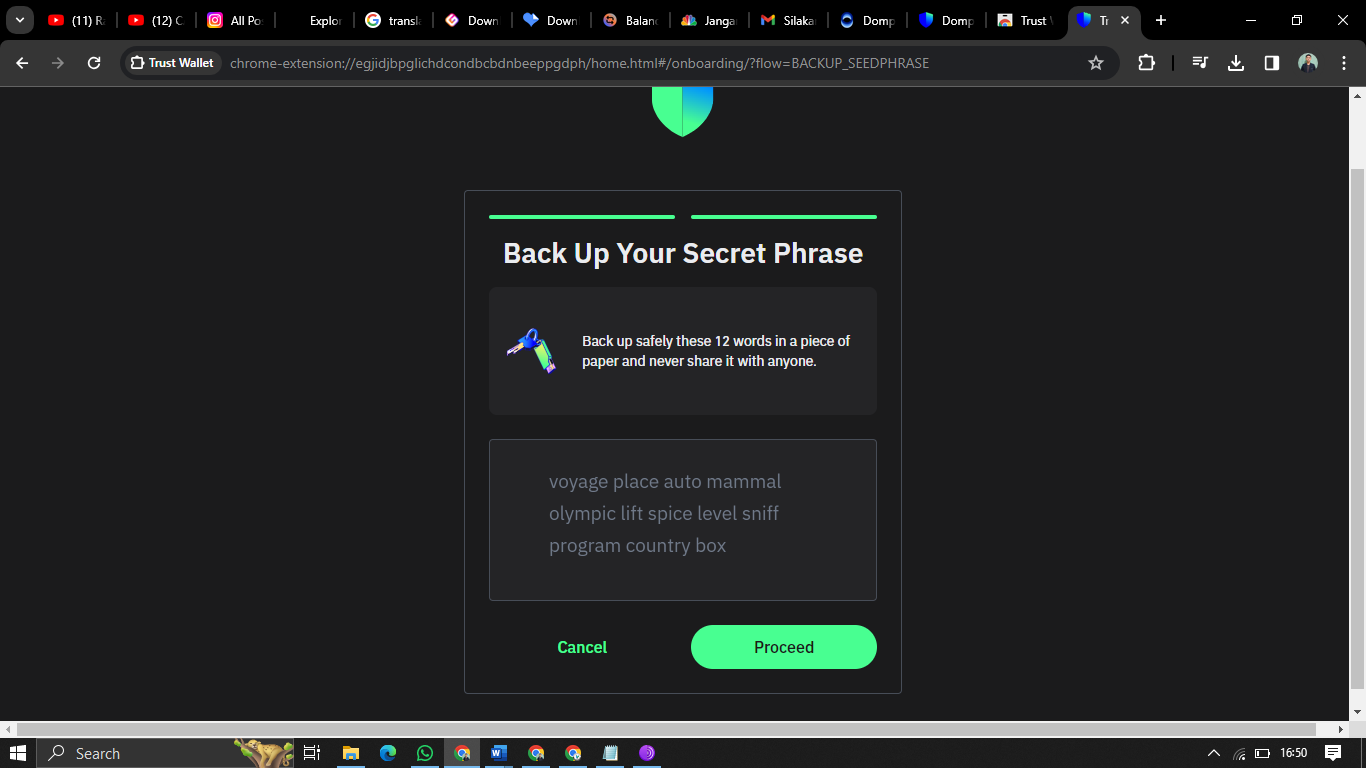 (11) R
(12) C
All Po
Explor
transla
Down
Down
Balan
Janga
Silaka
Domp
Domp
Trust
Tr
Trust Wallet
chrome-extension://egjidjbpglichdcondbcbdnbeeppgdph/home.html#/onboarding/?flow=BACKUP_SEEDPHRASE
Back Up Your Secret Phrase
Back up safely these 12 words in a piece of
paper and never share it with anyone.
voyage place auto mammal
olympic lift spice level sniff
program country box
Cancel
Proceed
Search
16:50